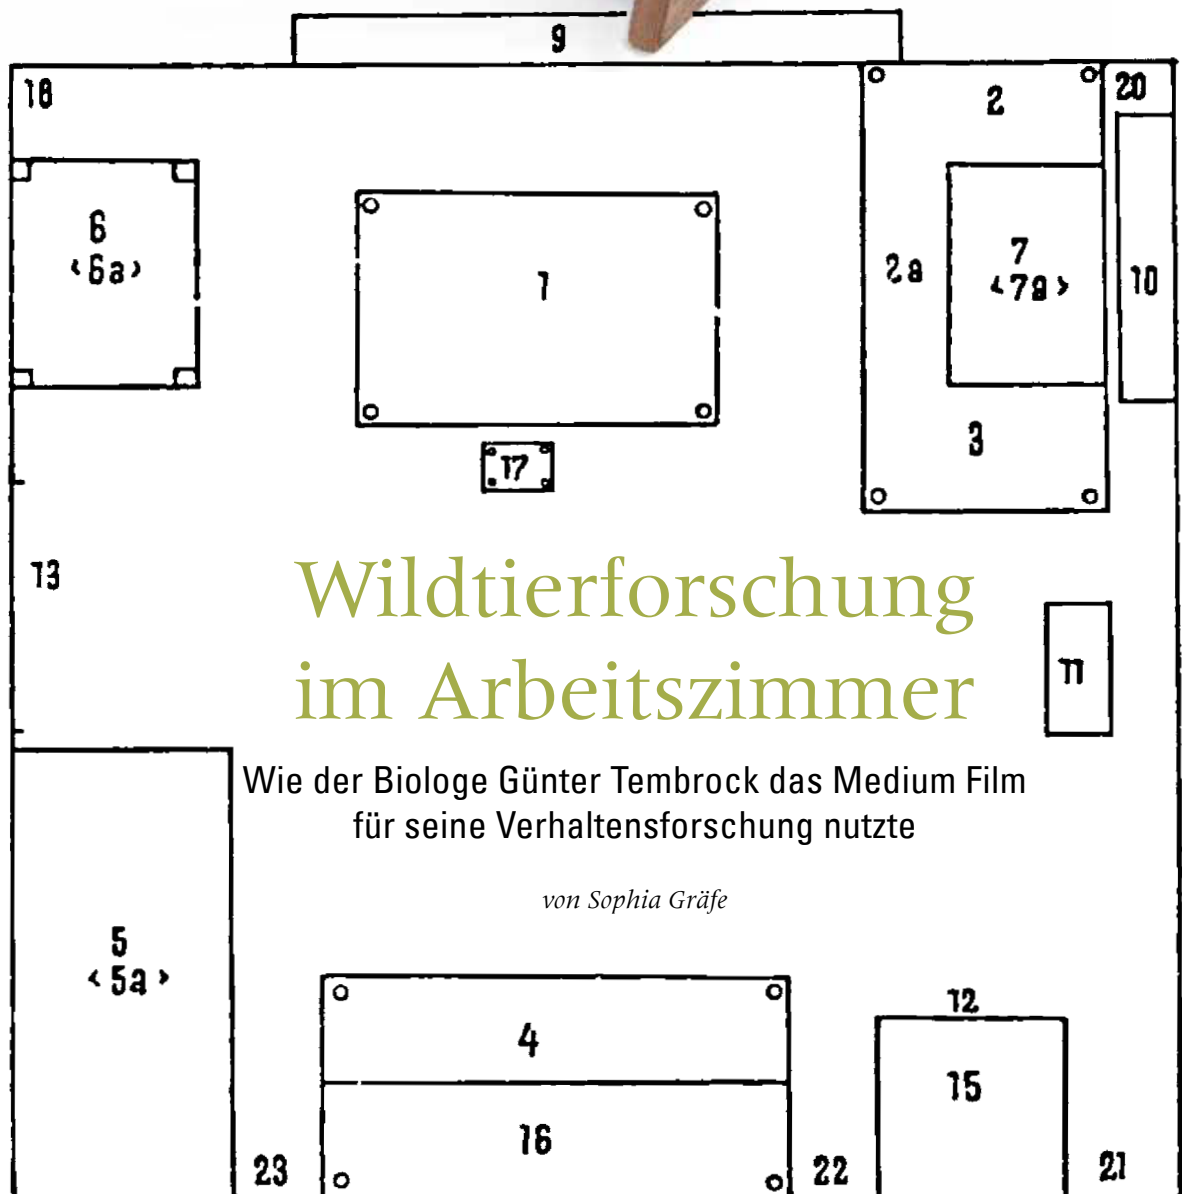 9
18
2
20
6
‹6a›
1
2a
7
‹7a›
10
3
17
13
Wildtierforschung
im Arbeitszimmer
11
Wie der Biologe Günter Tembrock das Medium Film
für seine Verhaltensforschung nutzte
von Sophia Gräfe
5
‹5a›
4
12
15
16
23
22
21